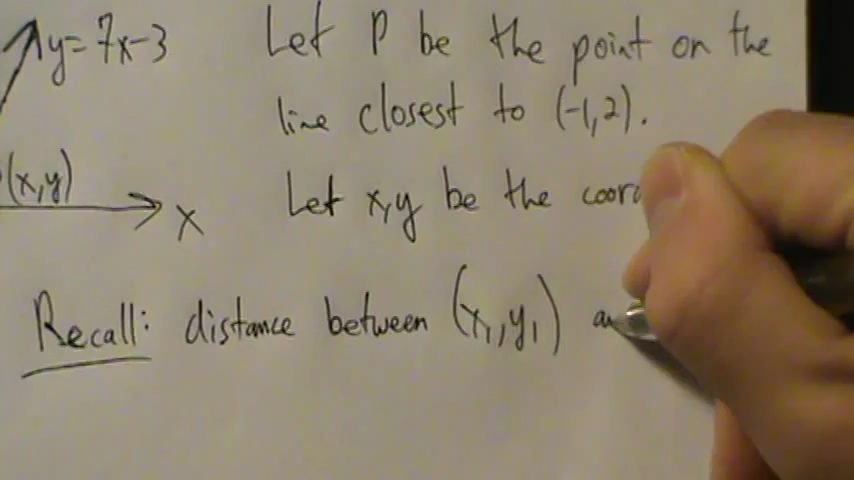 y=7x-3
Let P be the point on the
line closest to (-1,2).
(x,y)
x
Let x,y be the
Recall: distance between (x₁,y₁)